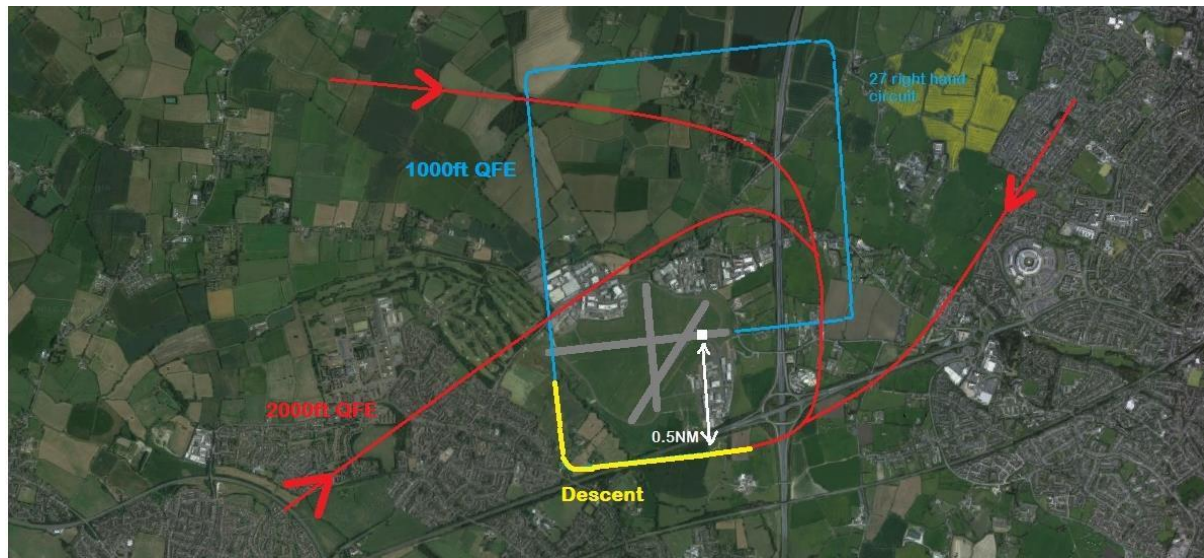 27 right hand
circuit
1000ft QFE
2000ft QFE
0.5NM
Descent